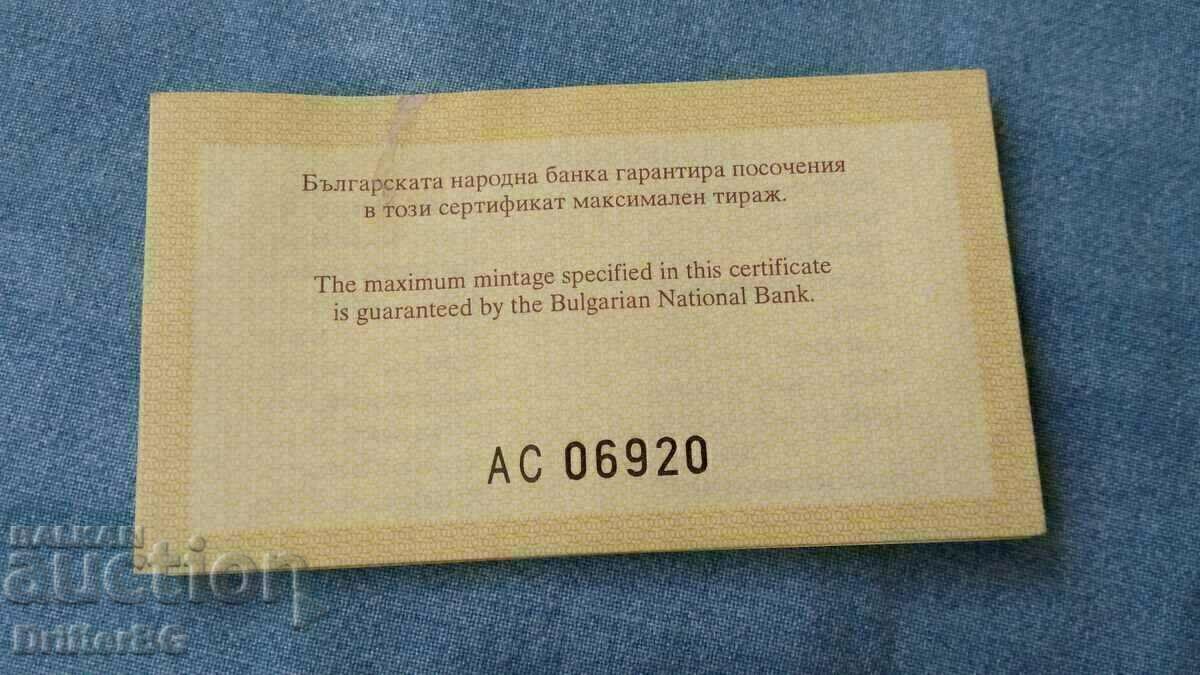 Българската народна банка гарантира посочения
в този сертификат максимален тираж.
The maximum mintage specified in this certificate
is guaranteed by the Bulgarian National Bank.
AC 06920
BALKAN
auction
DrifterBG